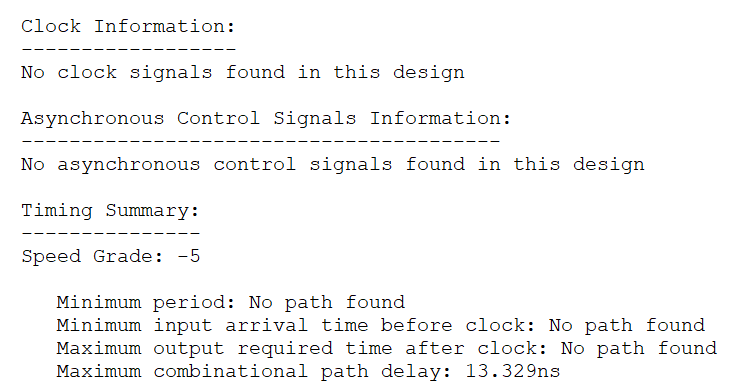 Clock Information:
------------------
No clock signals found in this design
Asynchronous Control Signals Information:
----------------------------------------
No asynchronous control signals found in this design
Timing Summary:
---------------
Speed Grade: -5
Minimum period: No path found
Minimum input arrival time before clock: No path found
Maximum output required time after clock: No path found
Maximum combinational path delay: 13.329ns